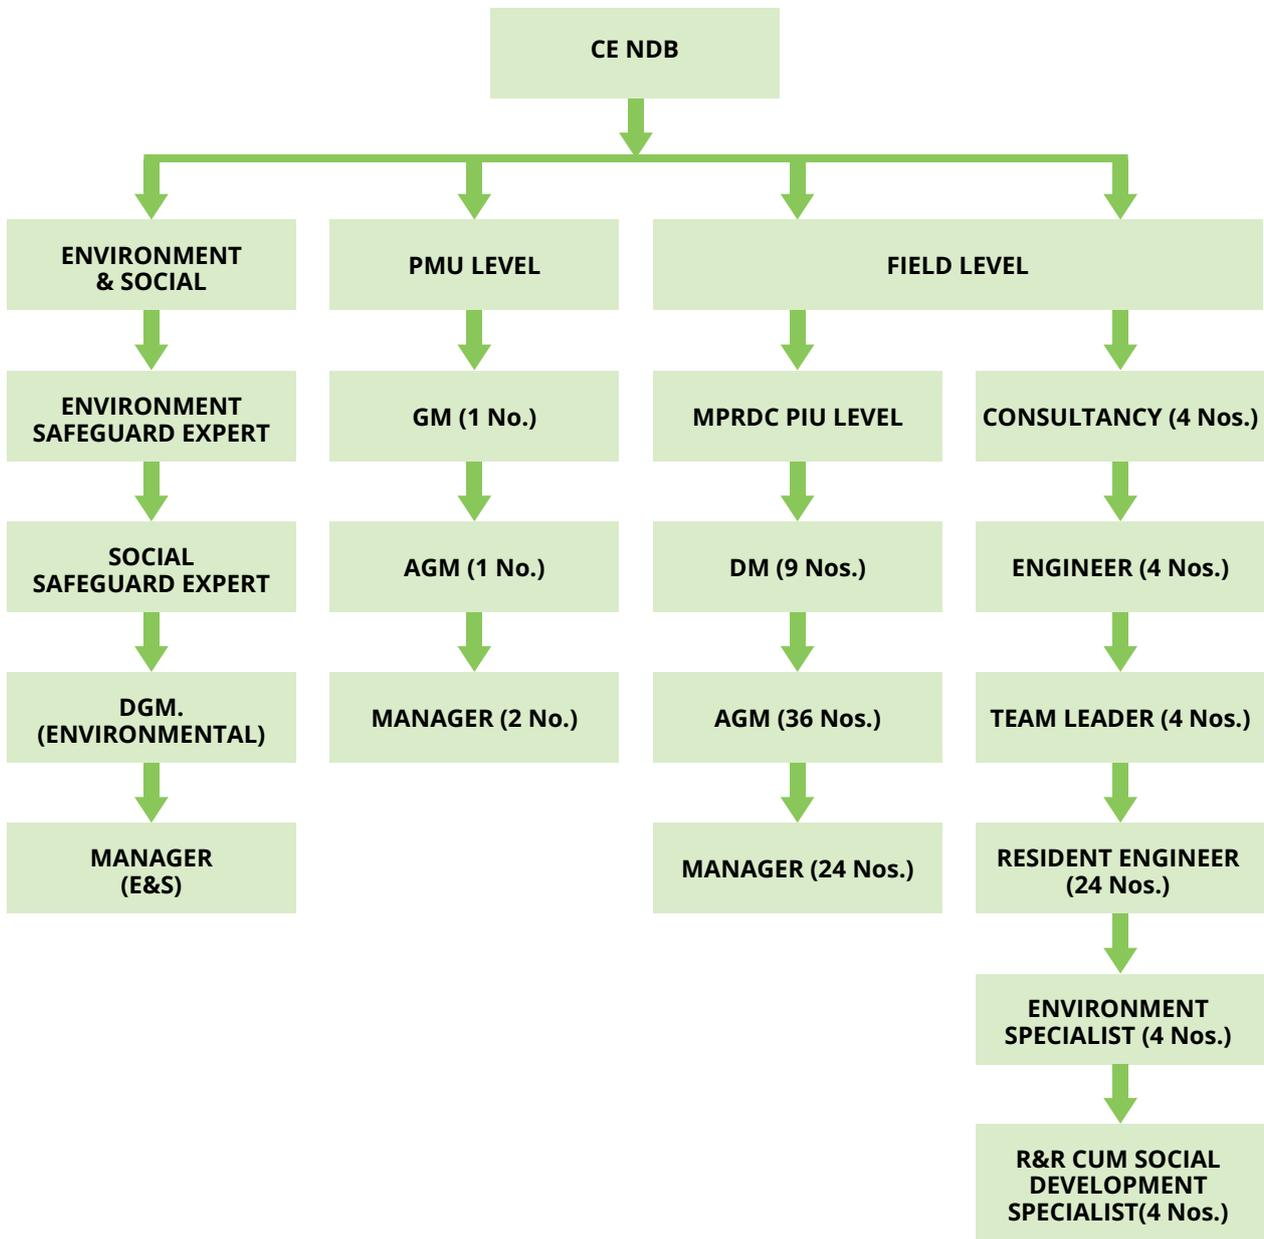 CE NDB
ENVIRONMENT
& SOCIAL
PMU LEVEL
FIELD LEVEL
ENVIRONMENT
SAFEGUARD EXPERT
GM (1 No.)
MPRDC PIU LEVEL
CONSULTANCY (4 Nos.)
SOCIAL
SAFEGUARD EXPERT
AGM (1 No.)
DM (9 Nos.)
ENGINEER (4 Nos.)
DGM.
(ENVIRONMENTAL)
MANAGER (2 No.)
AGM (36 Nos.)
TEAM LEADER (4 Nos.)
MANAGER
(E&S)
MANAGER (24 Nos.)
RESIDENT ENGINEER
(24 Nos.)
ENVIRONMENT
SPECIALIST (4 Nos.)
R&R CUM SOCIAL
DEVELOPMENT
SPECIALIST(4 Nos.)